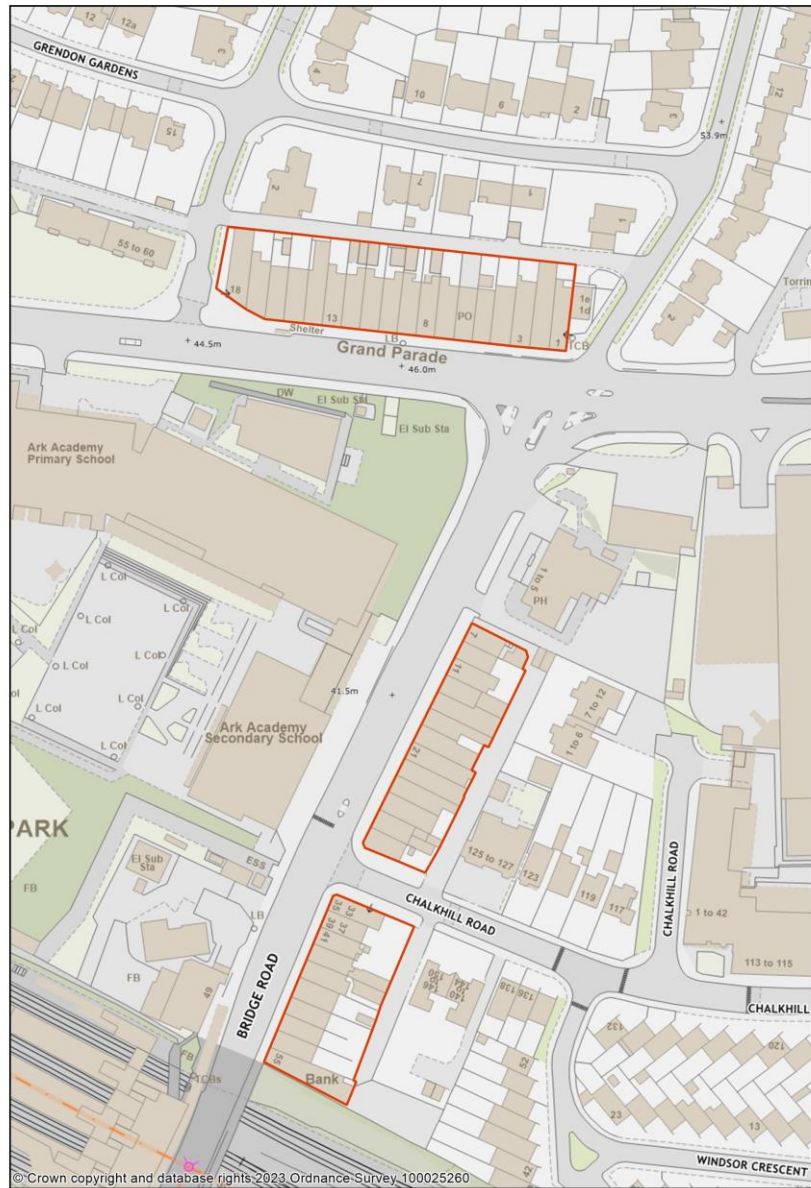 12
12a
3
GRENDON GARDENS
2
4
10
6
2
3
12
53.9m
15
2
7
1
1
55 to 60
18
13
8
PO
3
1
1e
1d
TCB
Shelter
LB
Grand Parade
44.5m
46.0m
2
Torrin
DW
El Sub Sta
El Sub Sta
Ark Academy
Primary School
L Col
L Col
L Col
L Col
L Col
L Col
L Col
L Col
L Col
1 to 5
PH
7
11
21
41.5m
7 to 12
1 to 6
Ark Academy
Secondary School
PARK
FB
El Sub
Sta
ESS
LB
FB
49
125 to 127
123
119
117
CHALKHILL ROAD
CHALKHILL ROAD
1 to 42
113 to 115
CHALKHILL
33
35
37
39/41
55
Bank
BRIDGE ROAD
FB
TCBs
136
138
52
42
132
120
23
13
WINDSOR CRESCENT
© Crown copyright and database rights 2023 Ordnance Survey 100025260